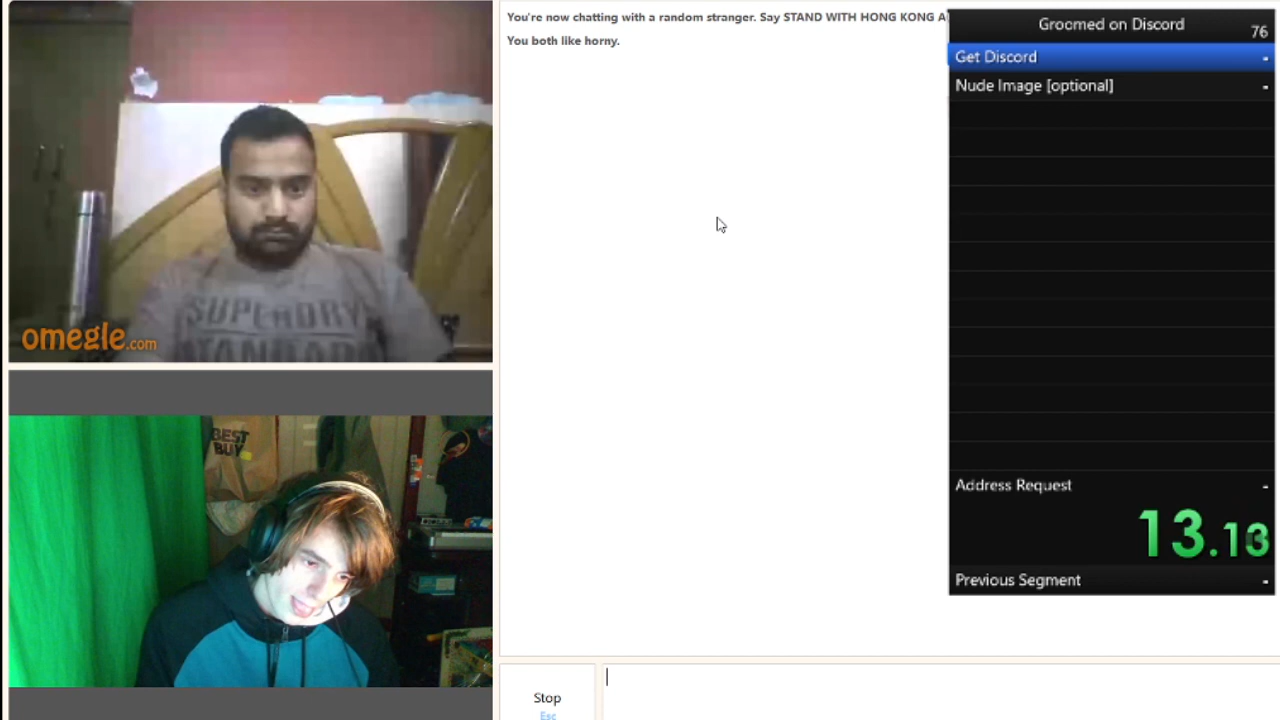 You're now chatting with a random stranger. Say STAND WITH HONG KONG A
You both like horny.
Groomed on Discord
76
Get Discord -
Nude Image [optional] -
SUPERDRY
STANDARD
omegle.com
BEST
BUY
Address Request -
13.13
Previous Segment -
Stop
Esc